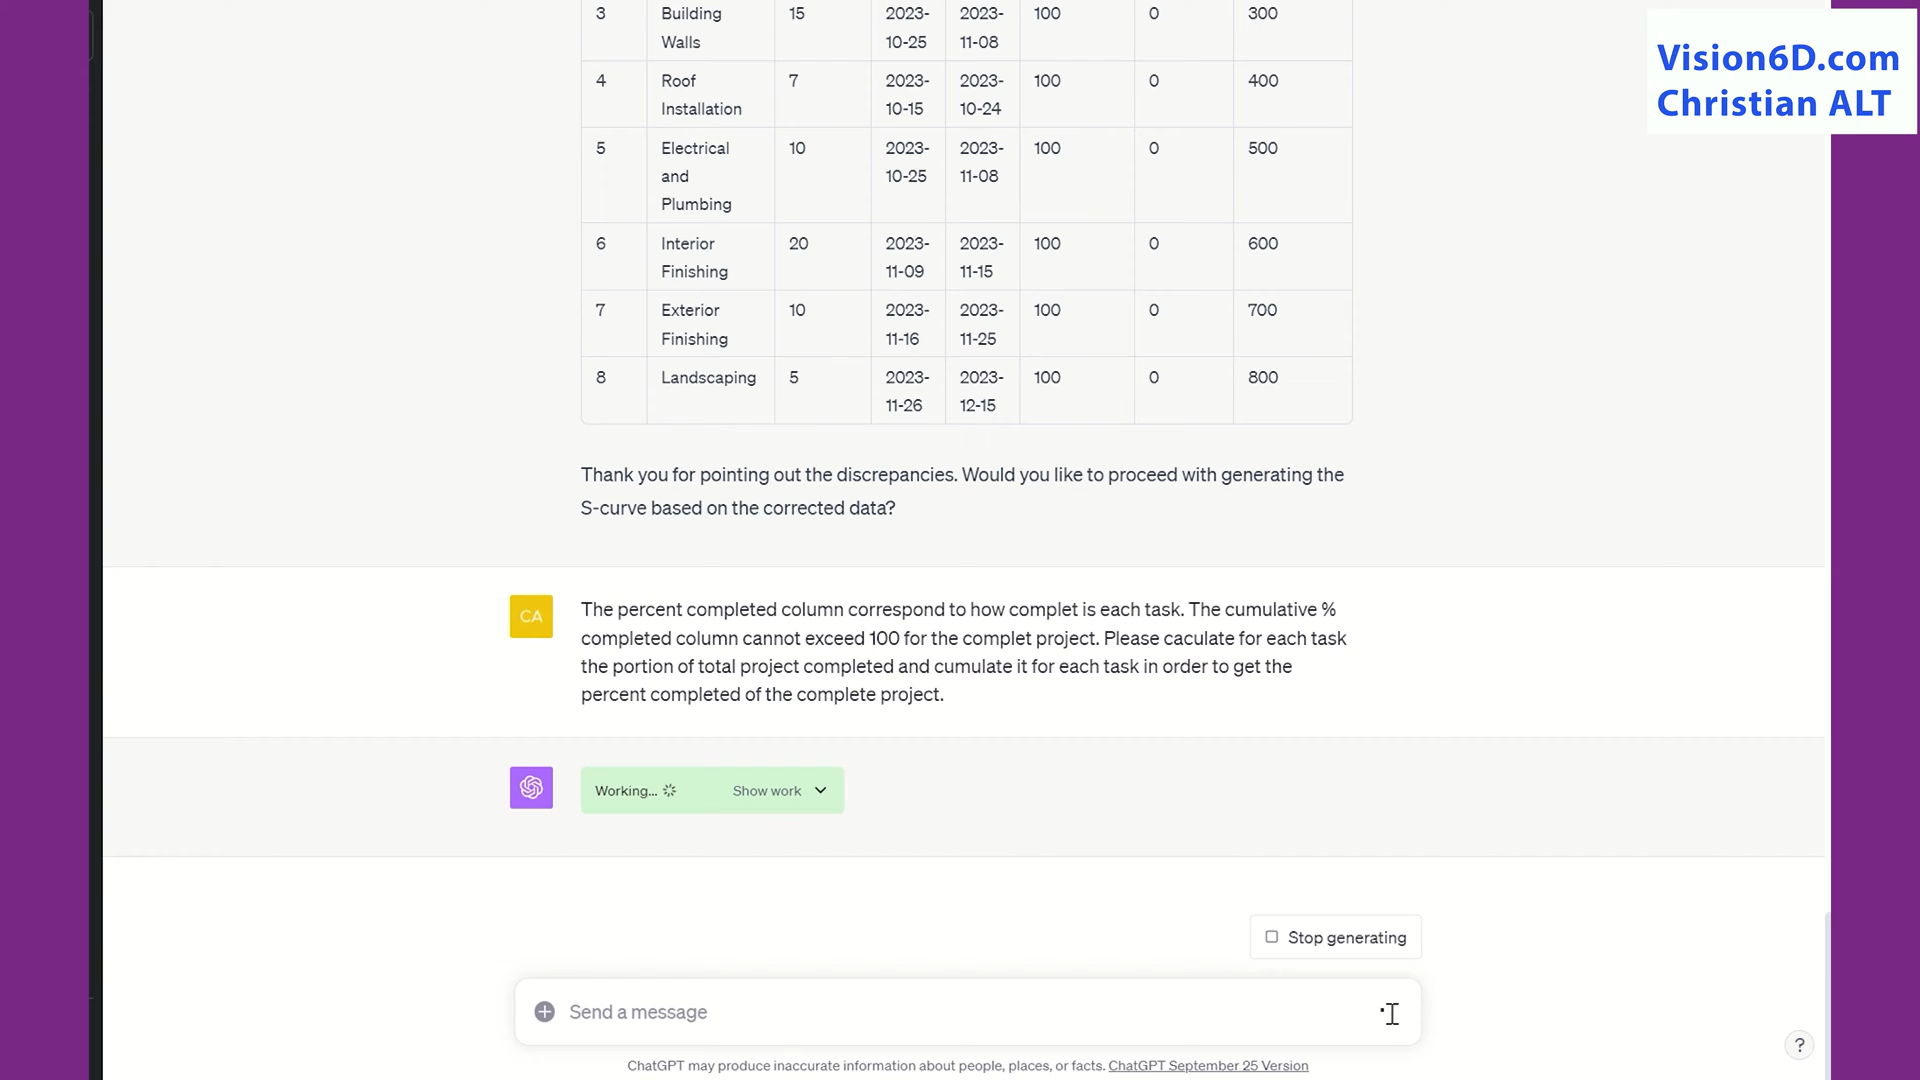 Vision6D.com
Christian ALT
3 Building 15 2023- 2023- 100 0 300
Walls 10-25 11-08
4 Roof 7 2023- 2023- 100 0 400
Installation 10-15 10-24
5 Electrical 10 2023- 2023- 100 0 500
and 10-25 11-08
Plumbing
6 Interior 20 2023- 2023- 100 0 600
Finishing 11-09 11-15
7 Exterior 10 2023- 2023- 100 0 700
Finishing 11-16 11-25
8 Landscaping 5 2023- 2023- 100 0 800
11-26 12-15
Thank you for pointing out the discrepancies. Would you like to proceed with generating the
S-curve based on the corrected data?
CA
The percent completed column correspond to how complet is each task. The cumulative %
completed column cannot exceed 100 for the complet project. Please caculate for each task
the portion of total project completed and cumulate it for each task in order to get the
percent completed of the complete project.
Working... Show work
Stop generating
Send a message
?
ChatGPT may produce inaccurate information about people, places, or facts. ChatGPT September 25 Version